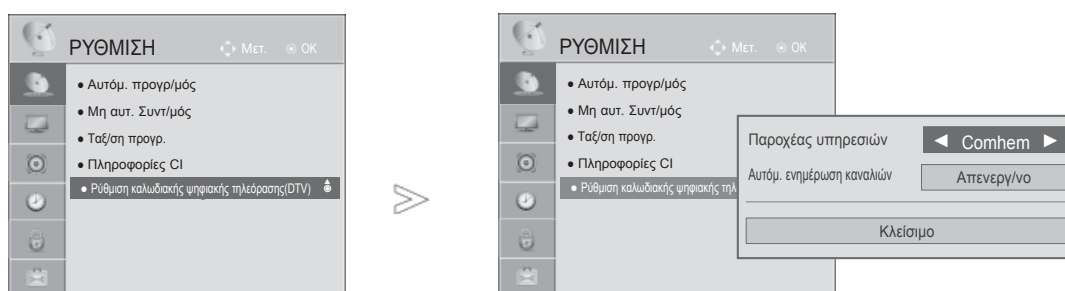 ΡΥΘΜΙΣΗ Μετ. OK
● Αυτόμ. προγρ/μός
● Μη αυτ. Συντ/μός
● Ταξ/ση προγρ.
● Πληροφορίες CI
● Ρύθμιση καλωδιακής ψηφιακής τηλεόρασης(DTV)
ΡΥΘΜΙΣΗ Μετ. OK
● Αυτόμ. προγρ/μός
● Μη αυτ. Συντ/μός
● Ταξ/ση προγρ.
● Πληροφορίες CI
● Ρύθμιση καλωδιακής ψηφιακής τηλ
Παροχέας υπηρεσιών ◄ Comhem ►
Αυτόμ. ενημέρωση καναλιών Απενεργ/νο
Κλείσιμο